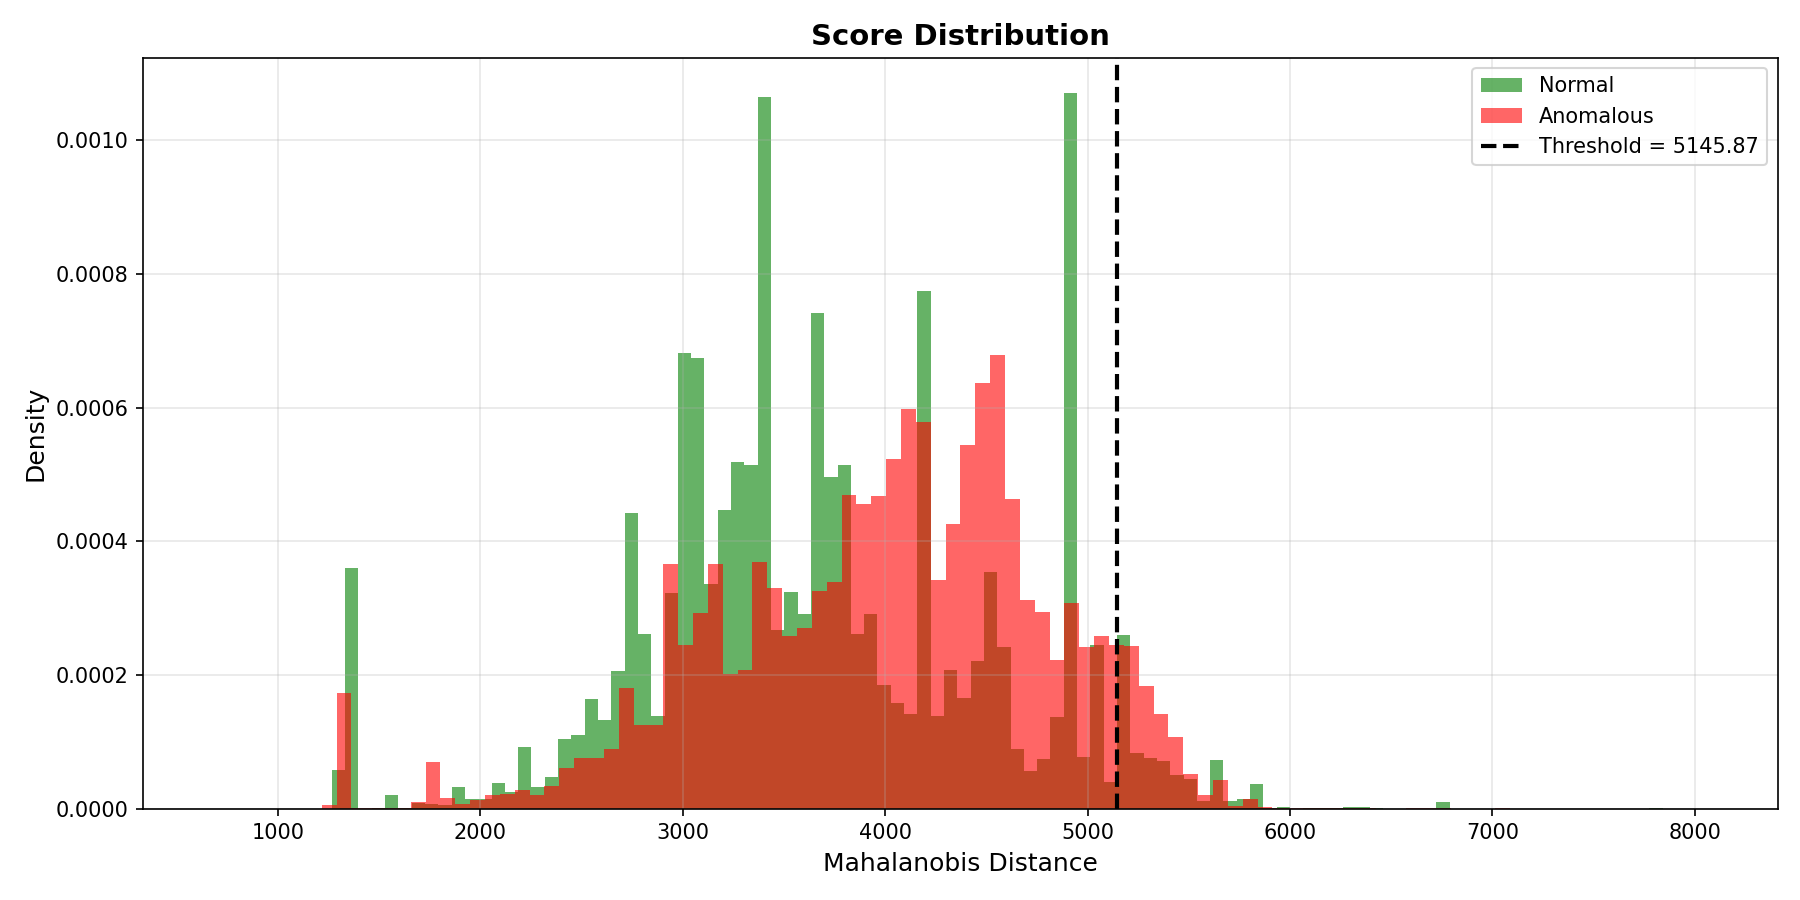 Score Distribution
Normal
Anomalous
Threshold = 5145.87
0.0010
0.0008
0.0006
0.0004
0.0002
0.0000
Density
1000 2000 3000 4000 5000 6000 7000 8000
Mahalanobis Distance